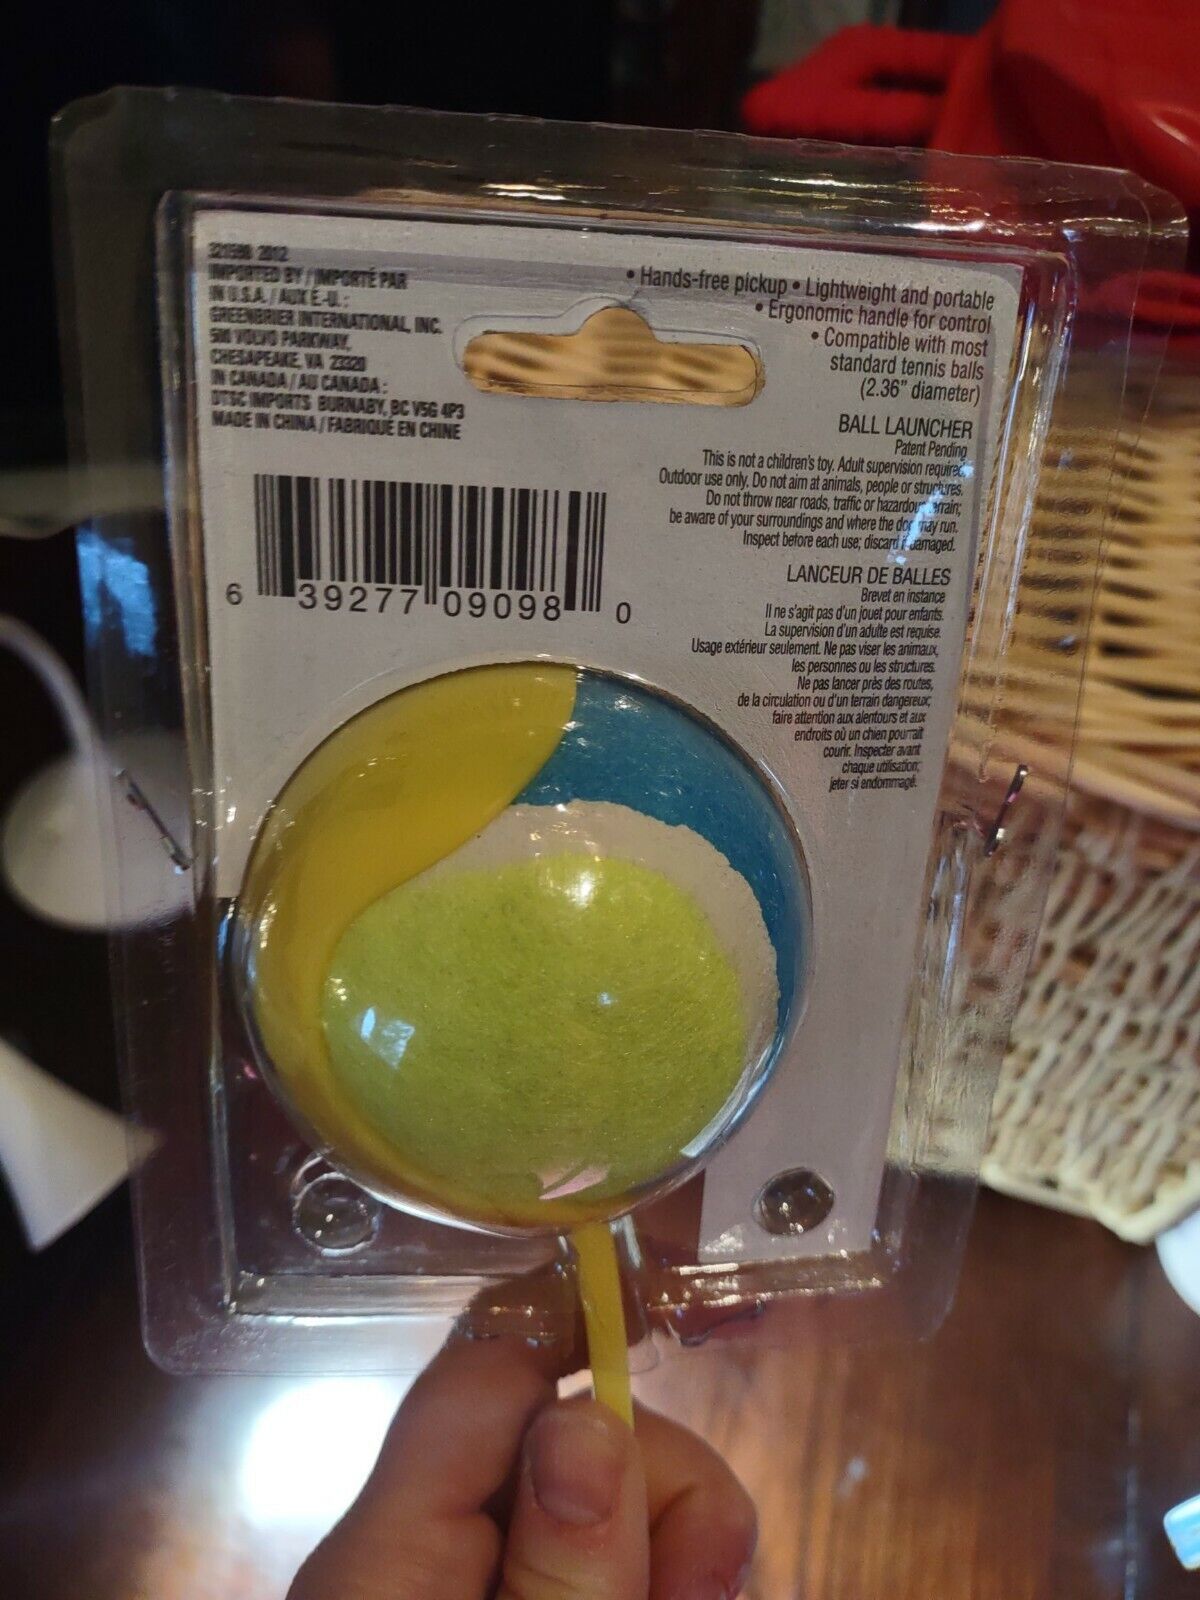 2012
IMPORTED BY / IMPORTÉ PAR
IN U.S.A. / AUX É.-U. :
GREENBRIER INTERNATIONAL, INC.
500 VOLVO PARKWAY,
CHESAPEAKE, VA 23320
IN CANADA / AU CANADA :
DTSC IMPORTS BURNABY, BC V5G 4P3
MADE IN CHINA / FABRIQUÉ EN CHINE
6 39277 09098 0
• Hands-free pickup • Lightweight and portable
• Ergonomic handle for control
• Compatible with most
standard tennis balls
(2.36" diameter)
BALL LAUNCHER
Patent Pending
This is not a children's toy. Adult supervision required.
Outdoor use only. Do not aim at animals, people or structures.
Do not throw near roads, traffic or hazardous terrain;
be aware of your surroundings and where the dog may run.
Inspect before each use; discard if damaged.
LANCEUR DE BALLES
Brevet en instance
Il ne s'agit pas d'un jouet pour enfants.
La supervision d'un adulte est requise.
Usage extérieur seulement. Ne pas viser les animaux,
les personnes ou les structures.
Ne pas lancer près des routes,
de la circulation ou d'un terrain dangereux;
faire attention aux alentours et aux
endroits où un chien pourrait
courir. Inspecter avant
chaque utilisation;
jeter si endommagé.